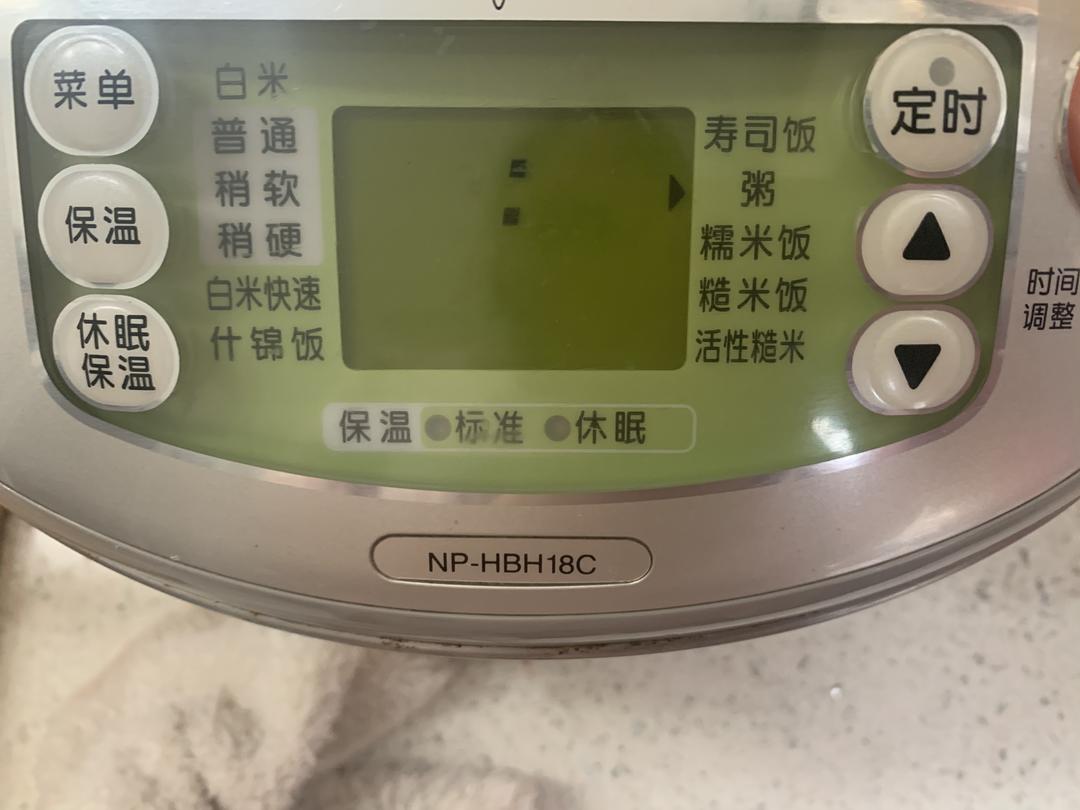 菜单
保温
休眠
保温
白米
普通
稍软
稍硬
白米快速
什锦饭
寿司饭
粥
糯米饭
糙米饭
活性糙米
定时
时间
调整
保温 标准 休眠
NP-HBH18C